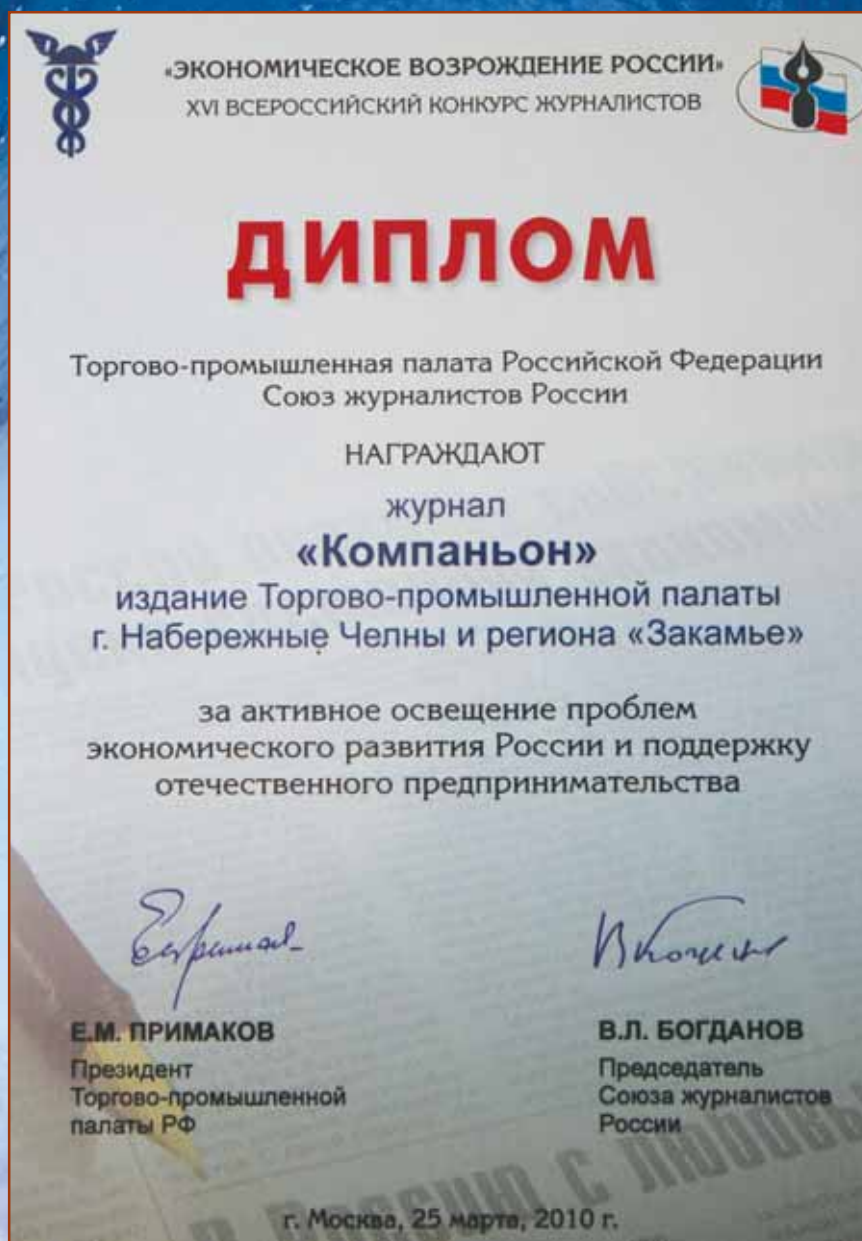 «ЭКОНОМИЧЕСКОЕ ВОЗРОЖДЕНИЕ РОССИИ»
XVI ВСЕРОССИЙСКИЙ КОНКУРС ЖУРНАЛИСТОВ
ДИПЛОМ
Торгово-промышленная палата Российской Федерации
Союз журналистов России
НАГРАЖДАЮТ
журнал
«Компаньон»
издание Торгово-промышленной палаты
г. Набережные Челны и региона «Закамье»
за активное освещение проблем
экономического развития России и поддержку
отечественного предпринимательства
Е.М. ПРИМАКОВ
Президент
Торгово-промышленной
палаты РФ
В.Л. БОГДАНОВ
Председатель
Союза журналистов
России
В РОССИЮ С ЛЮБОВЬЮ
г. Москва, 25 марта, 2010 г.